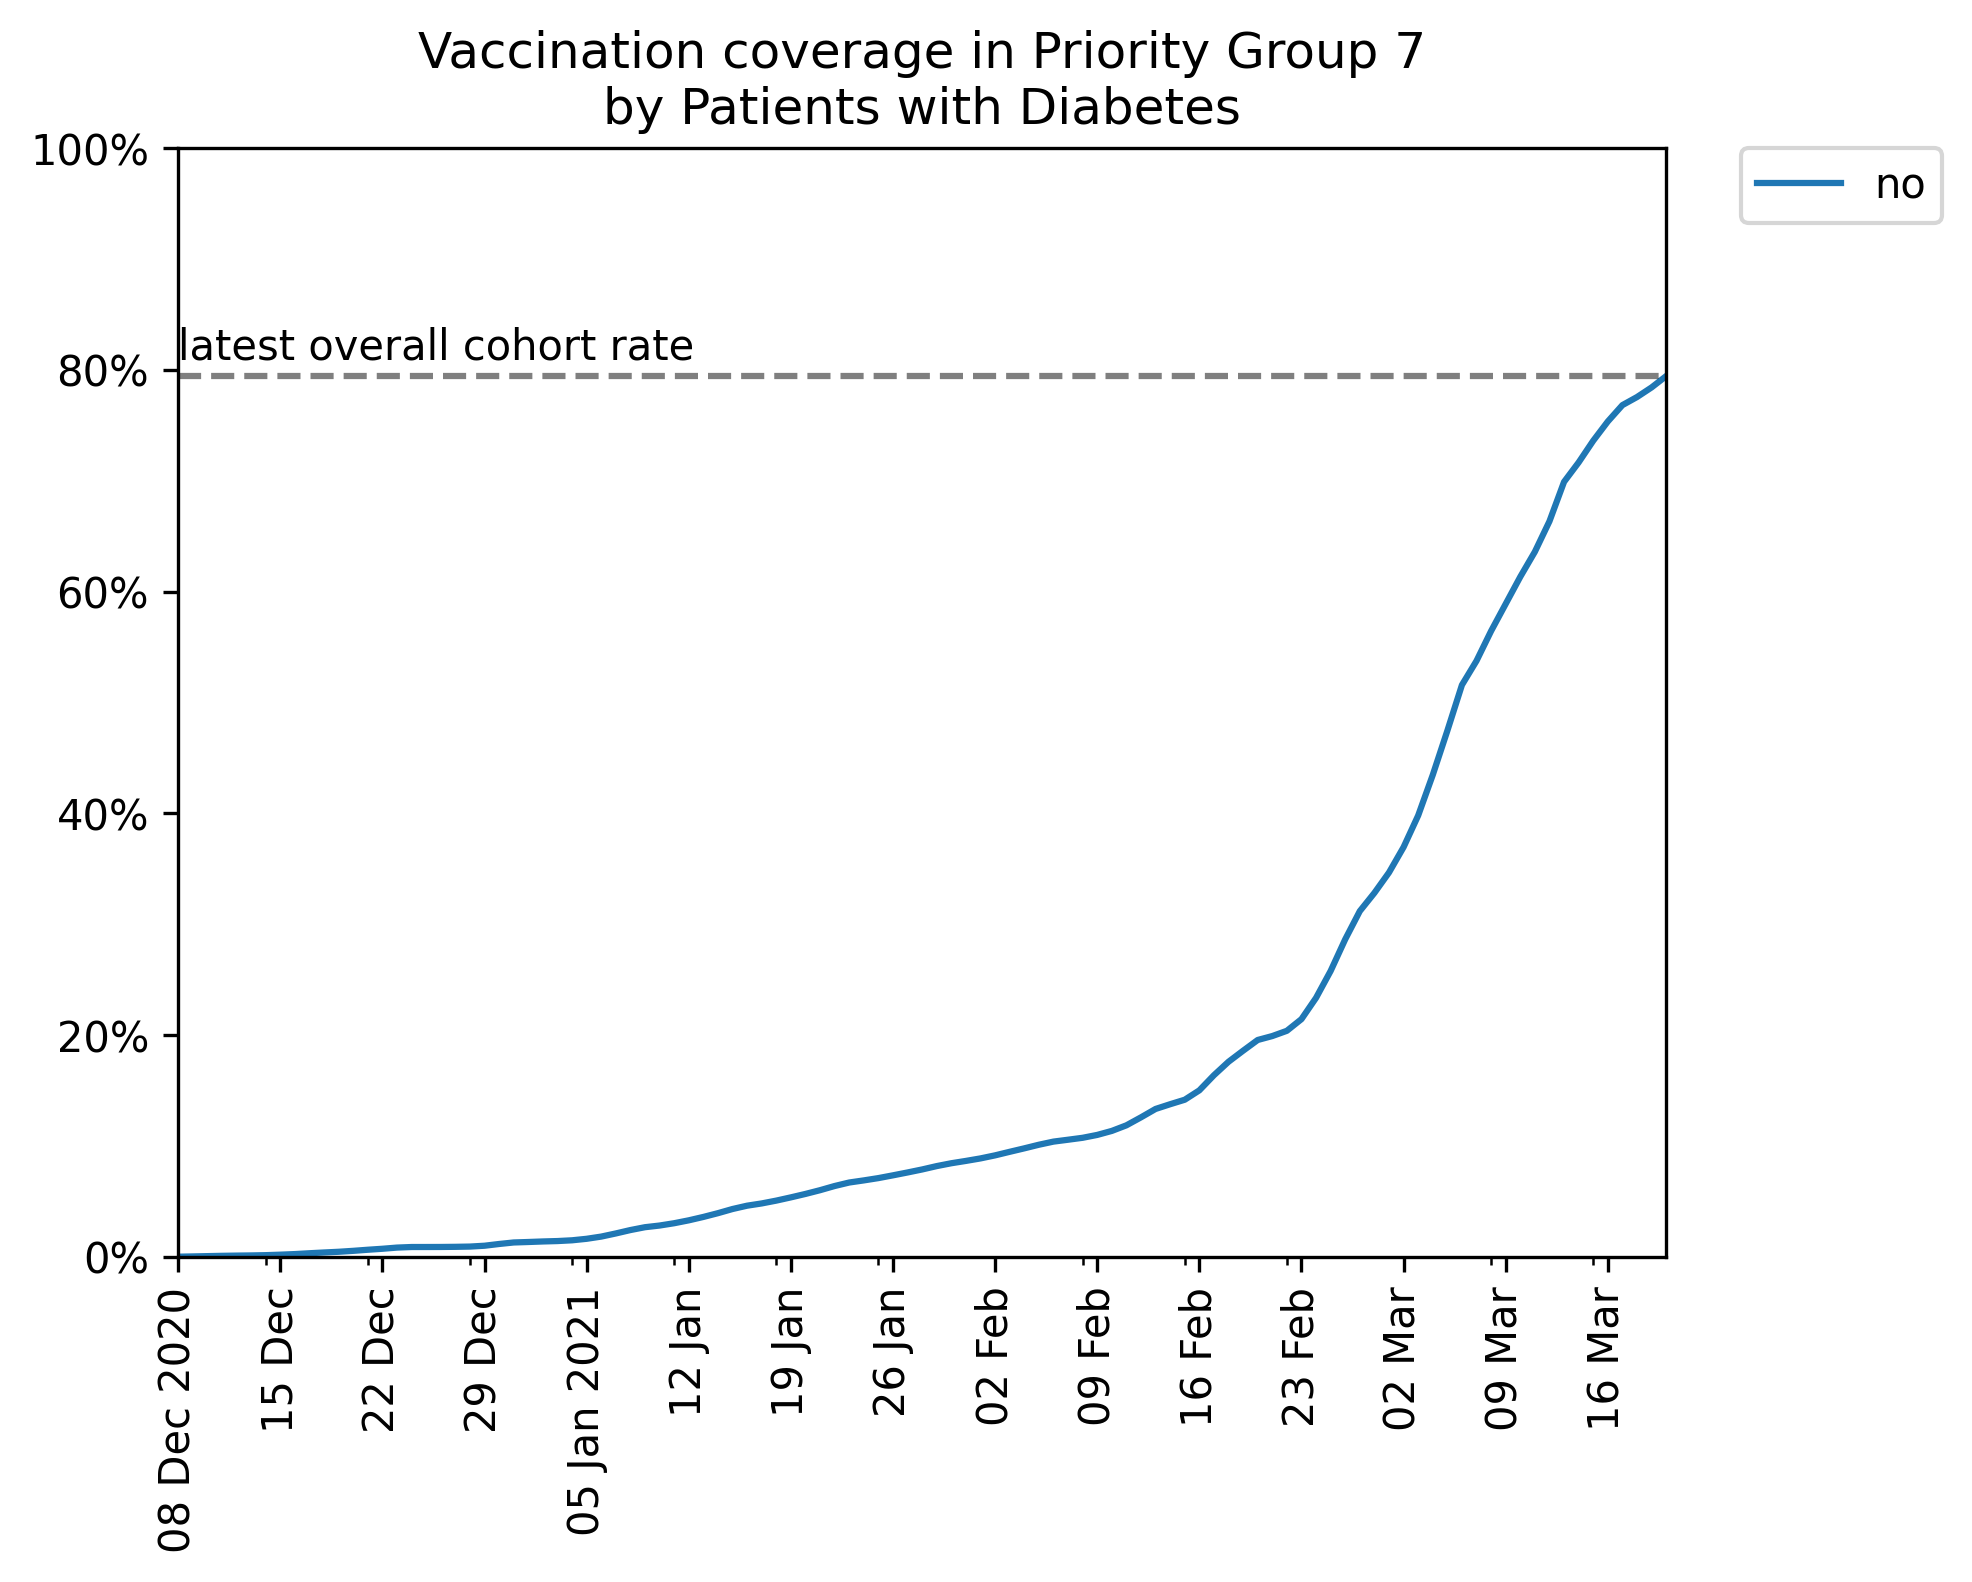 Vaccination coverage in Priority Group 7
by Patients with Diabetes
100%
80%
60%
40%
20%
0%
latest overall cohort rate
no
08 Dec 2020
15 Dec
22 Dec
29 Dec
05 Jan 2021
12 Jan
19 Jan
26 Jan
02 Feb
09 Feb
16 Feb
23 Feb
02 Mar
09 Mar
16 Mar